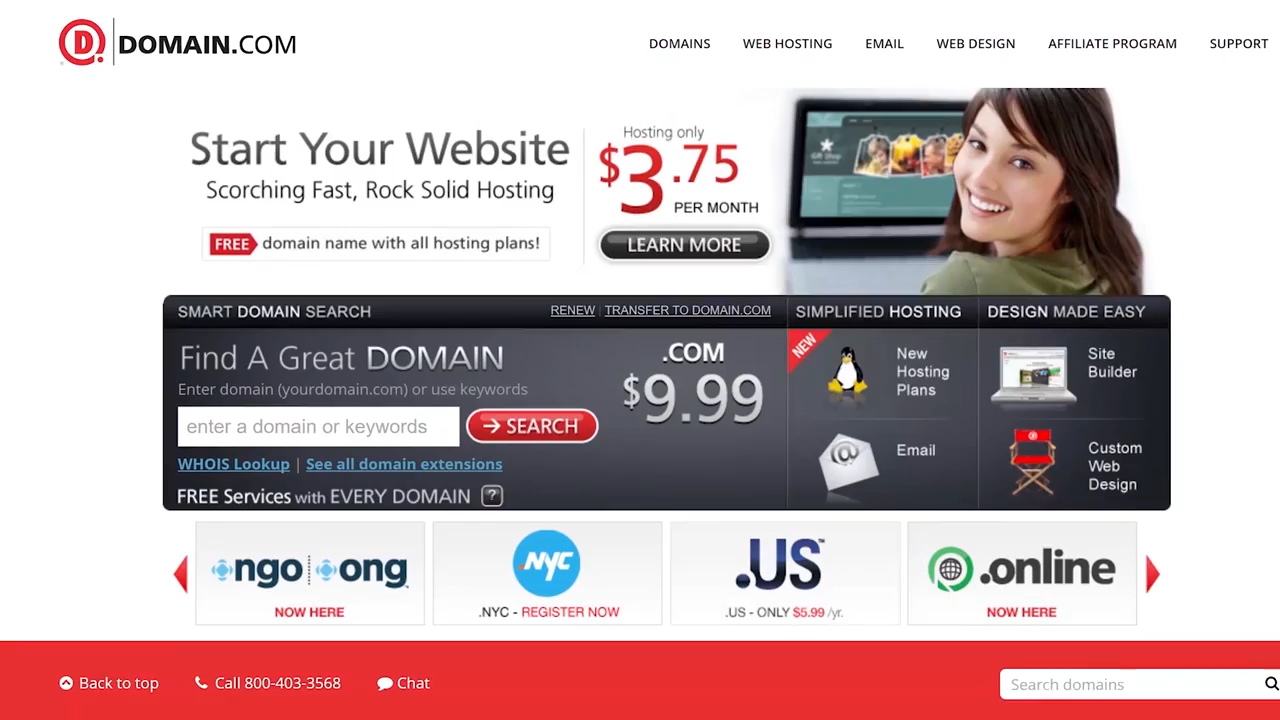 D DOMAIN.COM
DOMAINS WEB HOSTING EMAIL WEB DESIGN AFFILIATE PROGRAM SUPPORT
Start Your Website
Scorching Fast, Rock Solid Hosting
FREE domain name with all hosting plans!
Hosting only
$3.75
PER MONTH
LEARN MORE
Gift Shop
SMART DOMAIN SEARCH
RENEW | TRANSFER TO DOMAIN.COM
Find A Great DOMAIN
Enter domain (yourdomain.com) or use keywords
enter a domain or keywords
SEARCH
WHOIS Lookup | See all domain extensions
FREE Services with EVERY DOMAIN ?
.COM
$9.99
SIMPLIFIED HOSTING
NEW
New
Hosting
Plans
@
Email
DESIGN MADE EASY
Site
Builder
Custom
Web
Design
ngo ong
NOW HERE
.NYC
.NYC - REGISTER NOW
.US™
.US - ONLY $5.99 /yr.
.online
NOW HERE
Back to top
Call 800-403-3568
Chat
Search domains